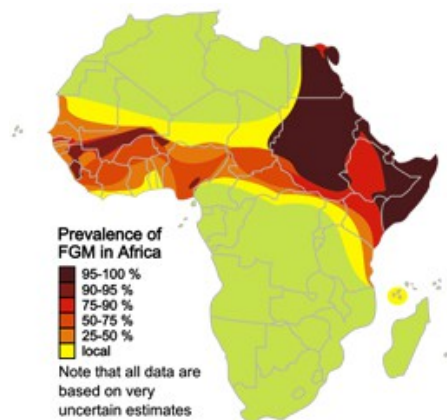 Prevalence of
FGM in Africa
95-100 %
90-95 %
75-90 %
50-75 %
25-50 %
local
Note that all data are
based on very
uncertain estimates